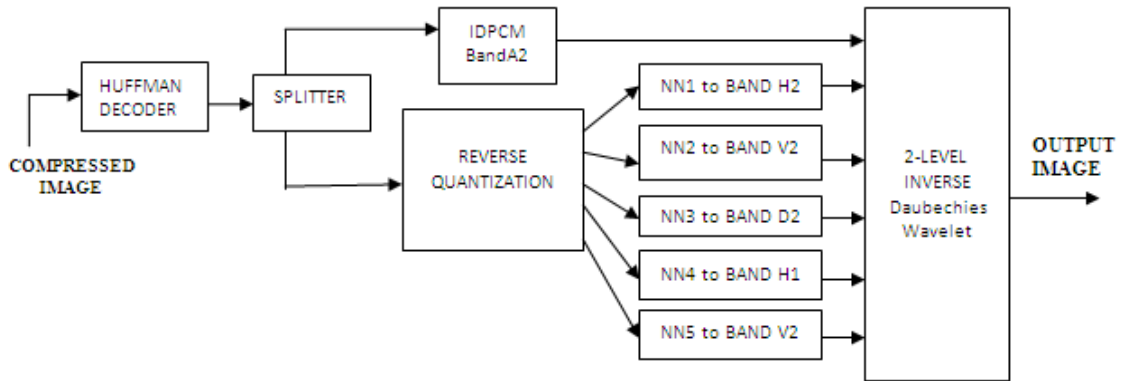 COMPRESSED
IMAGE
HUFFMAN
DECODER
SPLITTER
IDPCM
BandA2
REVERSE
QUANTIZATION
NN1 to BAND H2
NN2 to BAND V2
NN3 to BAND D2
NN4 to BAND H1
NN5 to BAND V2
2-LEVEL
INVERSE
Daubechies
Wavelet
OUTPUT
IMAGE